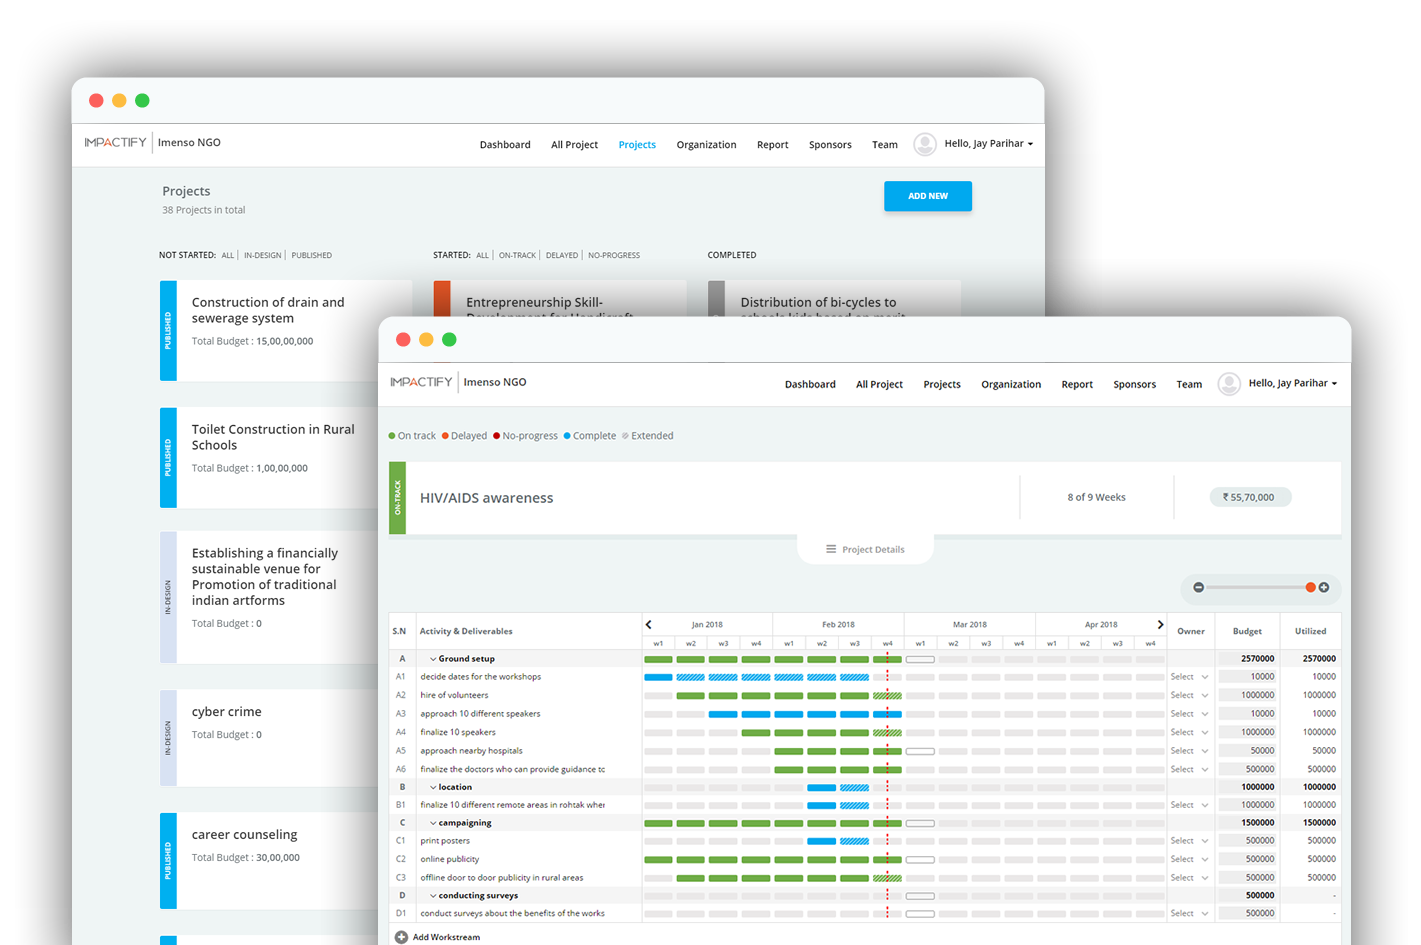 IMPACTIFY Imenso NGO
Dashboard All Project Projects Organization Report Sponsors Team Hello, Jay Parihar
Projects
38 Projects in total
ADD NEW
NOT STARTED: ALL IN-DESIGN PUBLISHED
STARTED: ALL ON-TRACK DELAYED NO-PROGRESS
COMPLETED
PUBLISHED
Construction of drain and
sewerage system
Total Budget : 15,00,00,000
Entrepreneurship Skill-
Development for Handicraft
Distribution of bi-cycles to
schools kids based on merit
PUBLISHED
Toilet Construction in Rural
Schools
Total Budget : 1,00,00,000
IN-DESIGN
Establishing a financially
sustainable venue for
Promotion of traditional
indian artforms
Total Budget : 0
IN-DESIGN
cyber crime
Total Budget : 0
PUBLISHED
career counseling
Total Budget : 30,00,000
IMPACTIFY Imenso NGO
Dashboard All Project Projects Organization Report Sponsors Team Hello, Jay Parihar
On track Delayed No-progress Complete Extended
ON-TRACK
HIV/AIDS awareness 8 of 9 Weeks ₹ 55,70,000
Project Details
S.N Activity & Deliverables Jan 2018 Feb 2018 Mar 2018 Apr 2018 Owner Budget Utilized
w1 w2 w3 w4 w1 w2 w3 w4 w1 w2 w3 w4 w1 w2 w3 w4
A Ground setup 2570000 2570000
A1 decide dates for the workshops Select 10000 10000
A2 hire of volunteers Select 1000000 1000000
A3 approach 10 different speakers Select 10000 10000
A4 finalize 10 speakers Select 1000000 1000000
A5 approach nearby hospitals Select 50000 50000
A6 finalize the doctors who can provide guidance tc Select 500000 500000
B location 1000000 1000000
B1 finalize 10 different remote areas in rohtak wher Select 1000000 1000000
C campaigning 1500000 1500000
C1 print posters Select 500000 500000
C2 online publicity Select 500000 500000
C3 offline door to door publicity in rural areas Select 500000 500000
D conducting surveys 500000 -
D1 conduct surveys about the benefits of the works Select 500000 -
Add Workstream